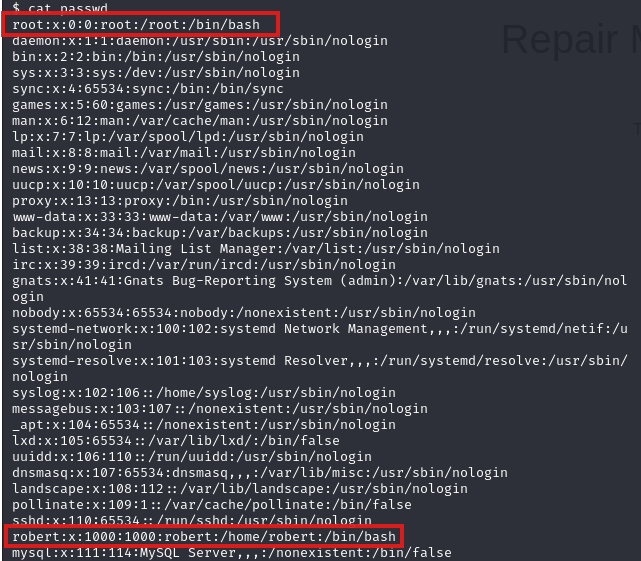 $ cat passwd
root:x:0:0:root:/root:/bin/bash
daemon:x:1:1:daemon:/usr/sbin:/usr/sbin/nologin
bin:x:2:2:bin:/bin:/usr/sbin/nologin
sys:x:3:3:sys:/dev:/usr/sbin/nologin
sync:x:4:65534:sync:/bin:/bin/sync
games:x:5:60:games:/usr/games:/usr/sbin/nologin
man:x:6:12:man:/var/cache/man:/usr/sbin/nologin
lp:x:7:7:lp:/var/spool/lpd:/usr/sbin/nologin
mail:x:8:8:mail:/var/mail:/usr/sbin/nologin
news:x:9:9:news:/var/spool/news:/usr/sbin/nologin
uucp:x:10:10:uucp:/var/spool/uucp:/usr/sbin/nologin
proxy:x:13:13:proxy:/bin:/usr/sbin/nologin
www-data:x:33:33:www-data:/var/www:/usr/sbin/nologin
backup:x:34:34:backup:/var/backups:/usr/sbin/nologin
list:x:38:38:Mailing List Manager:/var/list:/usr/sbin/nologin
irc:x:39:39:ircd:/var/run/ircd:/usr/sbin/nologin
gnats:x:41:41:Gnats Bug-Reporting System (admin):/var/lib/gnats:/usr/sbin/nol
ogin
nobody:x:65534:65534:nobody:/nonexistent:/usr/sbin/nologin
systemd-network:x:100:102:systemd Network Management,,,:/run/systemd/netif:/u
sr/sbin/nologin
systemd-resolve:x:101:103:systemd Resolver,,,:/run/systemd/resolve:/usr/sbin/
nologin
syslog:x:102:106::/home/syslog:/usr/sbin/nologin
messagebus:x:103:107::/nonexistent:/usr/sbin/nologin
_apt:x:104:65534::/nonexistent:/usr/sbin/nologin
lxd:x:105:65534::/var/lib/lxd/:/bin/false
uuidd:x:106:110::/run/uuidd:/usr/sbin/nologin
dnsmasq:x:107:65534:dnsmasq,,,:/var/lib/misc:/usr/sbin/nologin
landscape:x:108:112::/var/lib/landscape:/usr/sbin/nologin
pollinate:x:109:1::/var/cache/pollinate:/bin/false
sshd:x:110:65534::/run/sshd:/usr/sbin/nologin
robert:x:1000:1000:robert:/home/robert:/bin/bash
mysql:x:111:114:MySQL Server,,,:/nonexistent:/bin/false
Repair